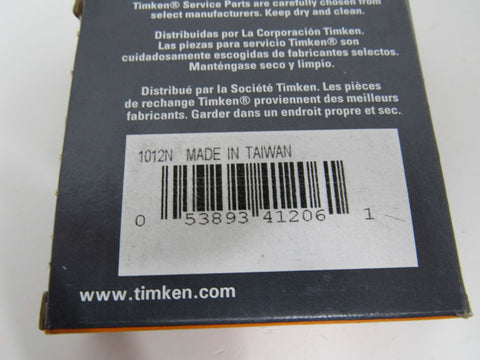 Timken® Service Parts are carefully chosen from
select manufacturers. Keep dry and clean.
Distribuidas por La Corporación Timken.
Las piezas para servicio Timken® son
cuidadosamente escogidas de fabricantes selectos.
Manténgase seco y limpio.
Distribué par la Société Timken. Les pièces
de rechange Timken® proviennent des meilleurs
fabricants. Garder dans un endroit propre et sec.
1012N MADE IN TAIWAN
0 53893 41206 1
www.timken.com